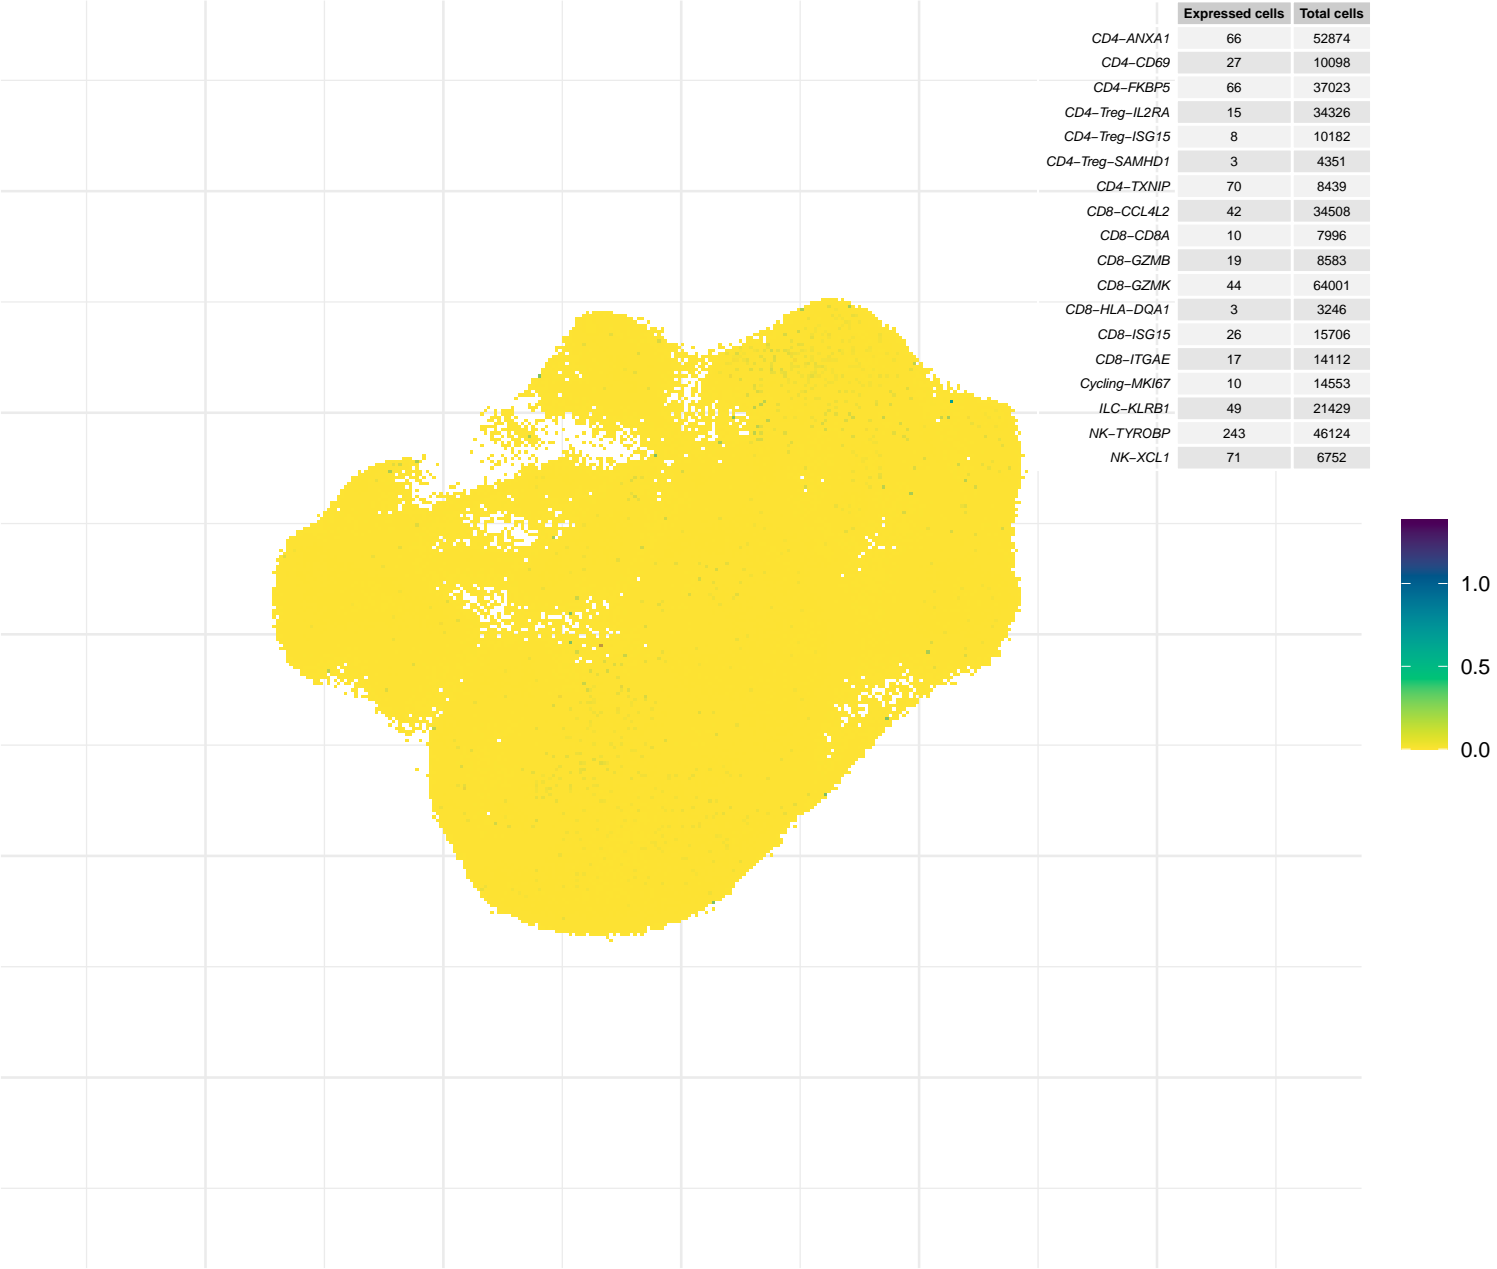 Expressed cells Total cells
CD4−ANXA1 66 52874
CD4−CD69 27 10098
CD4−FKBP5 66 37023
CD4−Treg−IL2RA 15 34326
CD4−Treg−ISG15 8 10182
CD4−Treg−SAMHD1 3 4351
CD4−TXNIP 70 8439
CD8−CCL4L2 42 34508
CD8−CD8A 10 7996
CD8−GZMB 19 8583
CD8−GZMK 44 64001
CD8−HLA−DQA1 3 3246
CD8−ISG15 26 15706
CD8−ITGAE 17 14112
Cycling−MKI67 10 14553
ILC−KLRB1 49 21429
NK−TYROBP 243 46124
NK−XCL1 71 6752
1.0
0.5
0.0